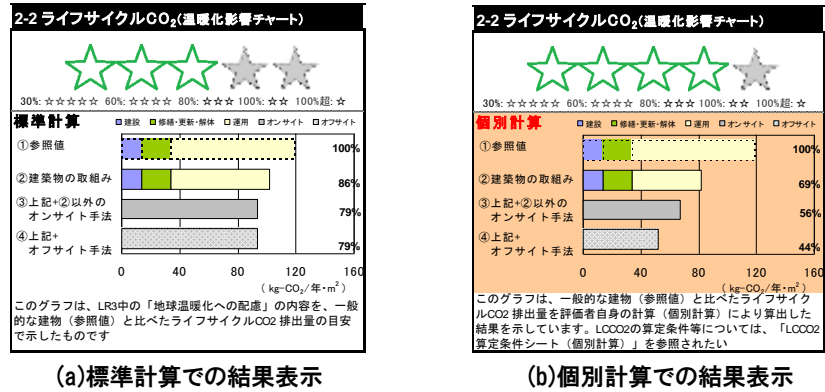 2-2 ライフサイクルCO2(温暖化影響チャート)
30%: ☆☆☆☆☆ 60%: ☆☆☆☆ 80%: ☆☆☆ 100%: ☆☆ 100%超: ☆
標準計算
建設 修繕・更新・解体 運用 オンサイト オフサイト
①参照値 100%
②建築物の取組み 86%
③上記+②以外の
オンサイト手法 79%
④上記+
オフサイト手法 79%
0 40 80 120 160
( kg-CO2/年・m2 )
このグラフは、LR3中の「地球温暖化への配慮」の内容を、一般
的な建物(参照値)と比べたライフサイクルCO2 排出量の目安
で示したものです
(a)標準計算での結果表示
2-2 ライフサイクルCO2(温暖化影響チャート)
30%: ☆☆☆☆☆ 60%: ☆☆☆☆ 80%: ☆☆☆ 100%: ☆☆ 100%超: ☆
個別計算
建設 修繕・更新・解体 運用 オンサイト オフサイト
①参照値 100%
②建築物の取組み 69%
③上記+②以外の
オンサイト手法 56%
④上記+
オフサイト手法 44%
0 40 80 120 160
( kg-CO2/年・m2 )
このグラフは、一般的な建物(参照値)と比べたライフサイク
ルCO2 排出量を評価者自身の計算(個別計算)により算出した
結果を示しています。LCCO2の算定条件等については、「LCCO2
算定条件シート(個別計算)」を参照されたい
(b)個別計算での結果表示